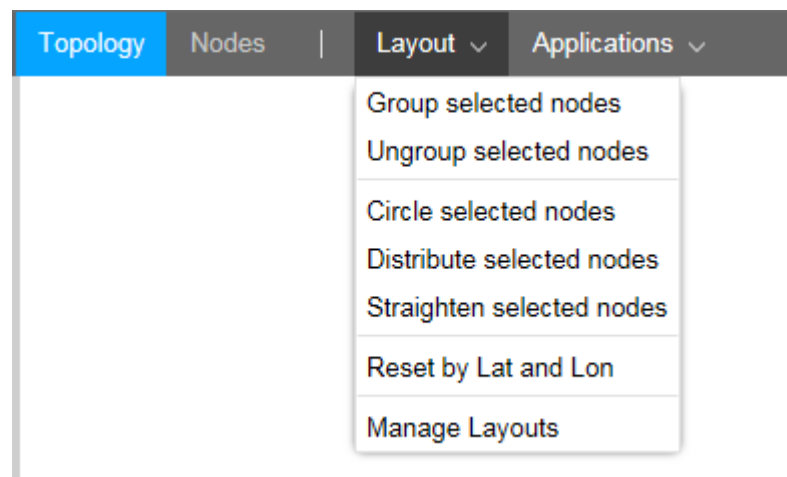 Topology Nodes | Layout Applications
Group selected nodes
Ungroup selected nodes
Circle selected nodes
Distribute selected nodes
Straighten selected nodes
Reset by Lat and Lon
Manage Layouts